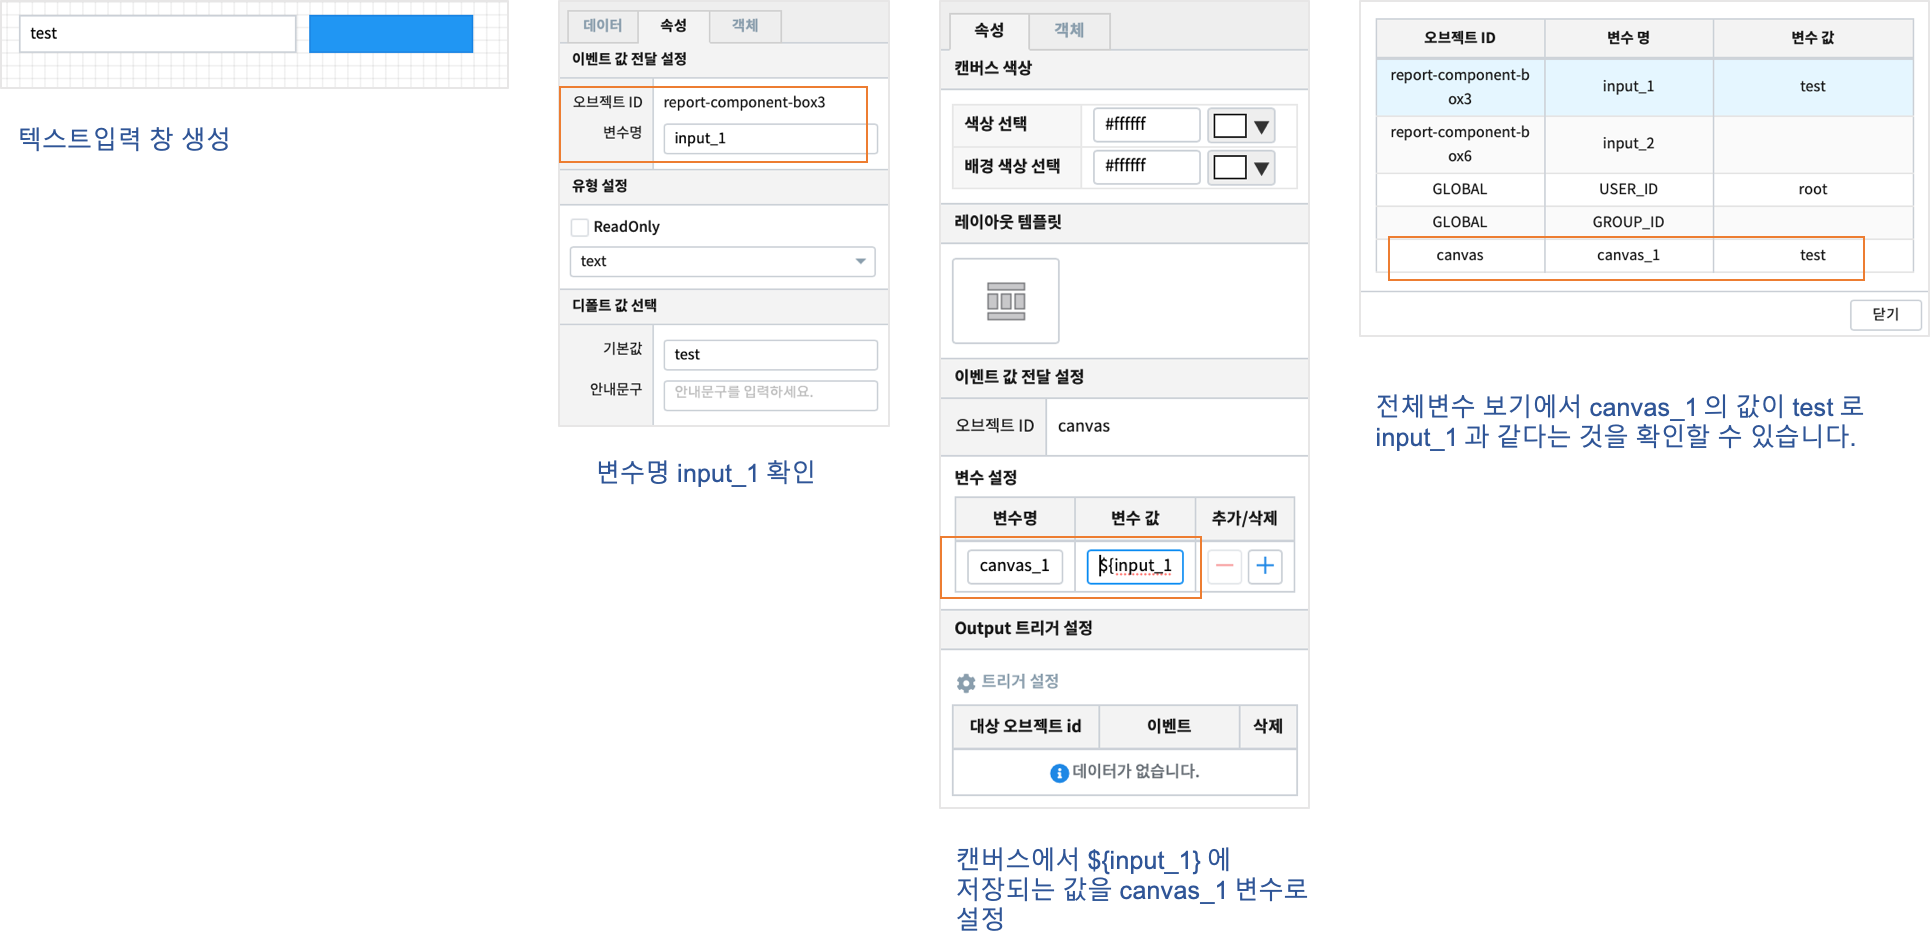 test
텍스트입력 창 생성
데이터 속성 객체
이벤트 값 전달 설정
오브젝트 ID report-component-box3
변수명 input_1
유형 설정
ReadOnly
text
디폴트 값 선택
기본값 test
안내문구 안내문구를 입력하세요.
변수명 input_1 확인
속성 객체
캔버스 색상
색상 선택 #ffffff
배경 색상 선택 #ffffff
레이아웃 템플릿
이벤트 값 전달 설정
오브젝트 ID canvas
변수 설정
변수명 변수 값 추가/삭제
canvas_1 ${input_1
Output 트리거 설정
트리거 설정
대상 오브젝트 id 이벤트 삭제
데이터가 없습니다.
캔버스에서 ${input_1} 에
저장되는 값을 canvas_1 변수로
설정
오브젝트 ID 변수 명 변수 값
report-component-b
ox3 input_1 test
report-component-b
ox6 input_2
GLOBAL USER_ID root
GLOBAL GROUP_ID
canvas canvas_1 test
닫기
전체변수 보기에서 canvas_1 의 값이 test 로
input_1 과 같다는 것을 확인할 수 있습니다.